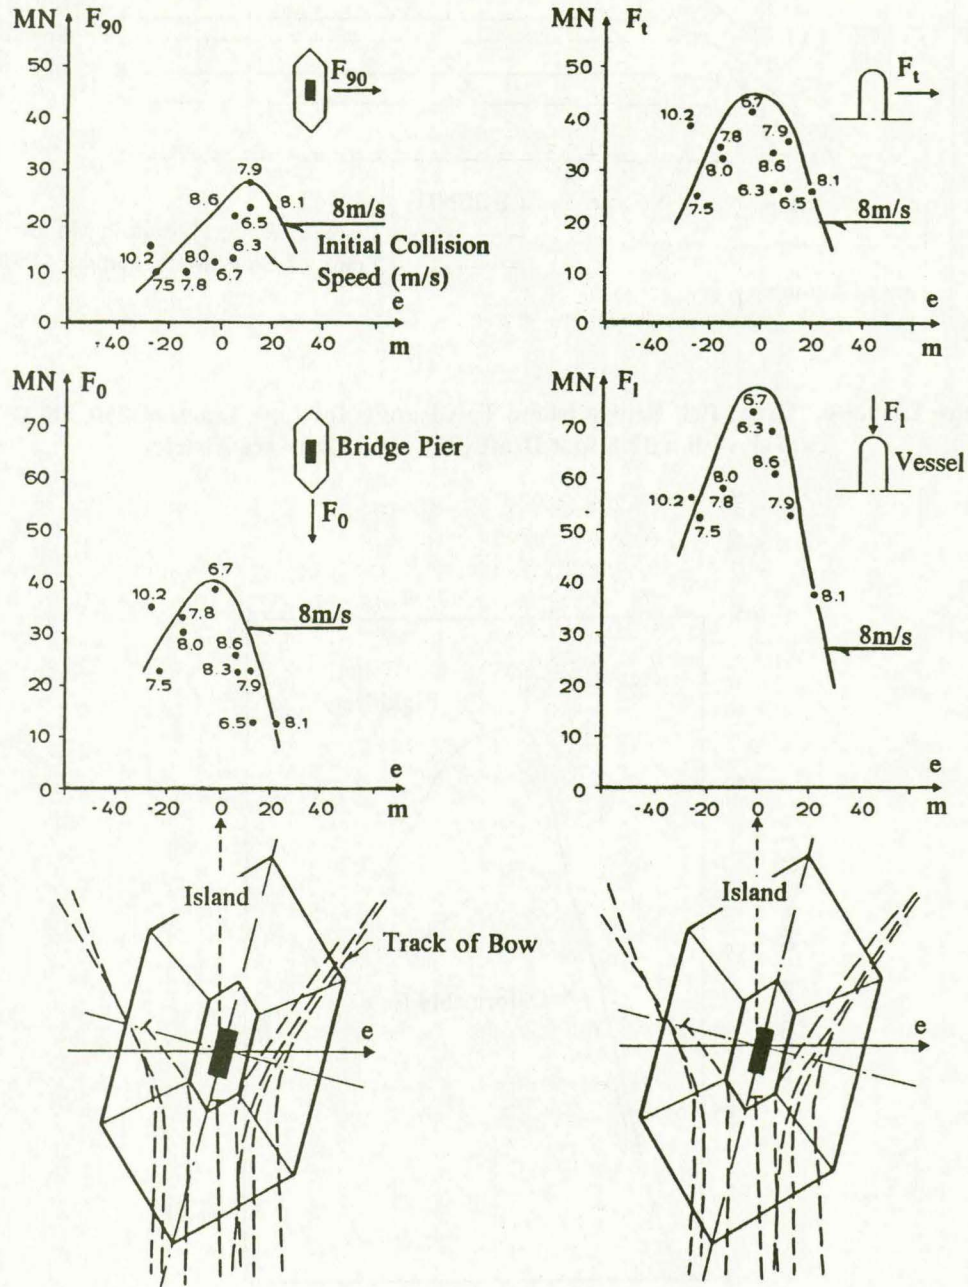 MN F90
50
40
30
20
10
0
F90
7.9
8.6
8.1
6.5
10.2
8.0
6.3
75
7.8
6.7
8m/s
Initial Collision
Speed (m/s)
-40 -20 0 20 40
e
m
MN Ft
50
40
30
20
10
0
Ft
6.7
10.2
7.8
7.9
8.0
8.6
6.3
8.1
7.5
6.5
8m/s
-40 -20 0 20 40
e
m
MN F0
70
60
50
40
30
20
10
0
Bridge Pier
F0
6.7
10.2
7.8
8.0
8.6
8.3
7.5
7.9
6.5
8.1
8m/s
-40 -20 0 20 40
e
m
MN Fl
70
60
50
40
30
20
10
0
Fl
Vessel
6.7
6.3
8.6
8.0
10.2
7.8
7.9
7.5
8.1
8m/s
-40 -20 0 20 40
e
m
Island
Track of Bow
e
Island
e